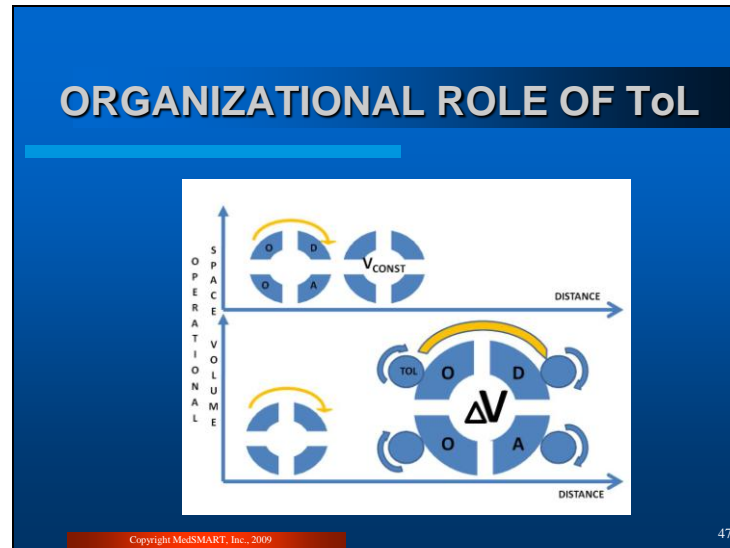 ORGANIZATIONAL ROLE OF ToL
OPERATIONAL
SPACE VOLUME
O D
O A
VCONST
DISTANCE
TOL
O D
ΔV
O A
DISTANCE
Copyright MedSMART, Inc., 2009
47